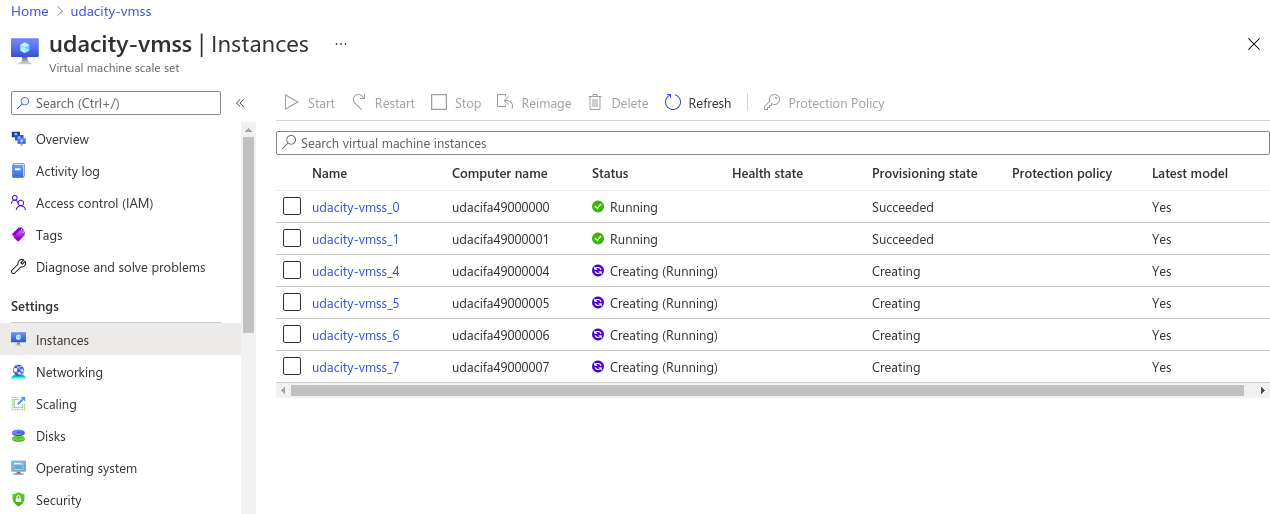 Home > udacity-vmss
udacity-vmss | Instances ...
Virtual machine scale set
Search (Ctrl+/) «
Overview
Activity log
Access control (IAM)
Tags
Diagnose and solve problems
Settings
Instances
Networking
Scaling
Disks
Operating system
Security
Start Restart Stop Reimage Delete Refresh Protection Policy
Search virtual machine instances
Name Computer name Status Health state Provisioning state Protection policy Latest model
udacity-vmss_0 udacifa49000000 Running Succeeded Yes
udacity-vmss_1 udacifa49000001 Running Succeeded Yes
udacity-vmss_4 udacifa49000004 Creating (Running) Creating Yes
udacity-vmss_5 udacifa49000005 Creating (Running) Creating Yes
udacity-vmss_6 udacifa49000006 Creating (Running) Creating Yes
udacity-vmss_7 udacifa49000007 Creating (Running) Creating Yes